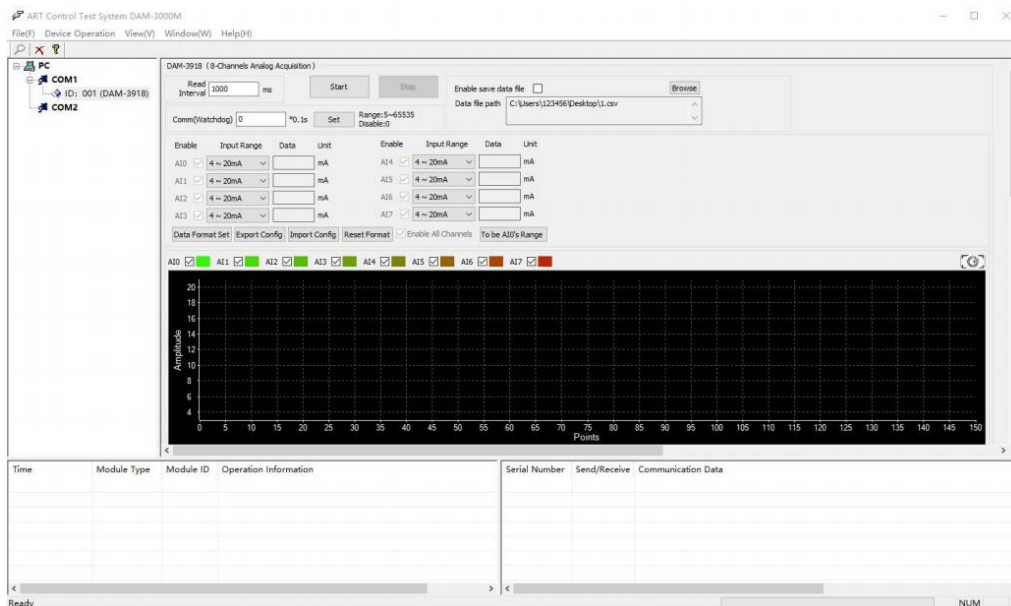 ART Control Test System DAM-3000M
File(F) Device Operation View(V) Window(W) Help(H)
PC
COM1
ID: 001 (DAM-3918)
COM2
DAM-3918 ( 8-Channels Analog Acquisition )
Read Interval 1000 ms
Start
Stop
Enable save data file
Browse
Data file path C:\Users\123456\Desktop\1.csv
Comm(Watchdog) 0 *0.1s Set Range:5~65535
Disable:0
Enable Input Range Data Unit Enable Input Range Data Unit
AI0 4 ~ 20mA mA AI4 4 ~ 20mA mA
AI1 4 ~ 20mA mA AI5 4 ~ 20mA mA
AI2 4 ~ 20mA mA AI6 4 ~ 20mA mA
AI3 4 ~ 20mA mA AI7 4 ~ 20mA mA
Data Format Set Export Config Import Config Reset Format Enable All Channels To be AI0's Range
AI0 AI1 AI2 AI3 AI4 AI5 AI6 AI7
20
18
16
14
12
10
8
6
4
Amplitude
0 5 10 15 20 25 30 35 40 45 50 55 60 65 70 75 80 85 90 95 100 105 110 115 120 125 130 135 140 145 150
Points
Time Module Type Module ID Operation Information
Serial Number Send/Receive Communication Data
Ready
NUM